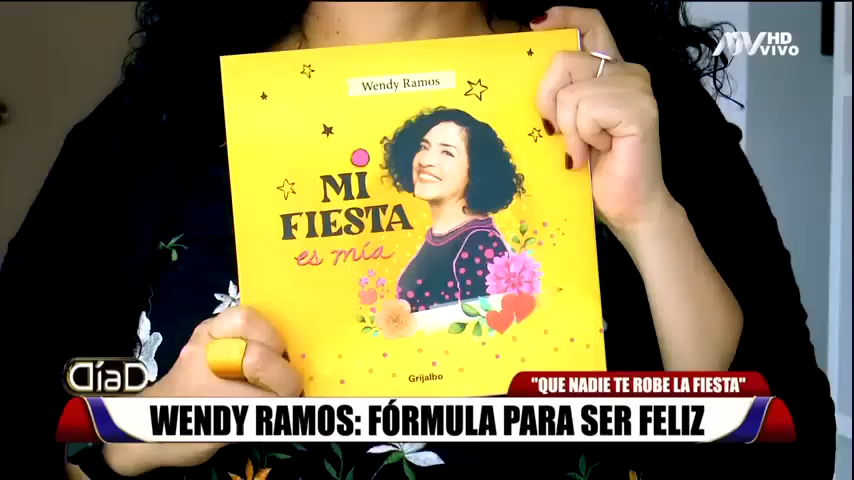 ATV HD
VIVO
Wendy Ramos
MI
FIESTA
es mía
Grijalbo
DíaD
"QUE NADIE TE ROBE LA FIESTA"
WENDY RAMOS: FÓRMULA PARA SER FELIZ